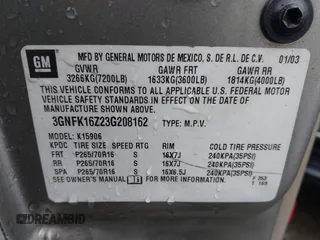 GM
MFD BY GENERAL MOTORS DE MEXICO, S. DE R.L. DE C.V. 01/03
GVWR GAWR FRT GAWR RR
3266KG(7200LB) 1633KG(3600LB) 1814KG(4000LB)
THIS VEHICLE CONFORMS TO ALL APPLICABLE U.S. FEDERAL MOTOR
VEHICLE SAFETY STANDARDS IN EFFECT ON THE DATE OF
MANUFACTURE SHOWN ABOVE.
3GNFK16Z23G208162 TYPE: M.P.V.
MODEL: K15906
KPDC TIRE SIZE SPEED RTG RIM COLD TIRE PRESSURE
FRT P265/70R16 S 16X7J 240KPA(35PSI)
RR P265/70R16 S 16X7J 240KPA(35PSI)
SPA P265/70R16 S 16X6.5J 240KPA(35PSI)
SEE OWNER'S MANUAL FOR ADDITIONAL INFORMATION
DREAMBID